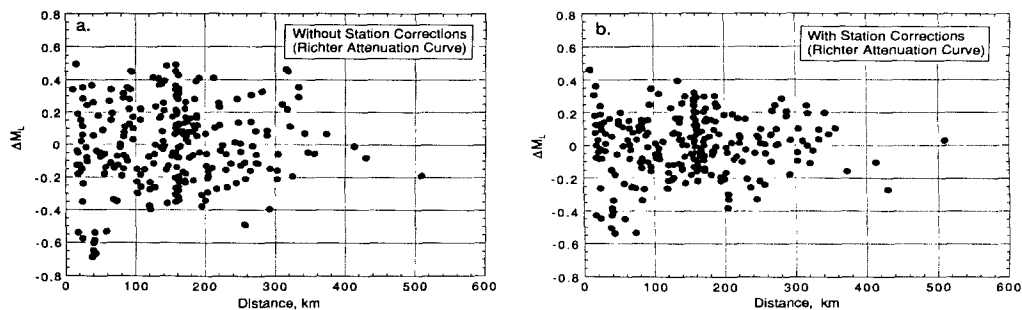 a.
Without Station Corrections
(Richter Attenuation Curve)
0.8
0.6
0.4
0.2
0
-0.2
-0.4
-0.6
-0.8
ΔML
0 100 200 300 400 500 600
Distance, km
b.
With Station Corrections
(Richter Attenuation Curve)
0.8
0.6
0.4
0.2
0
-0.2
-0.4
-0.6
-0.8
ΔML
0 100 200 300 400 500 600
Distance, km